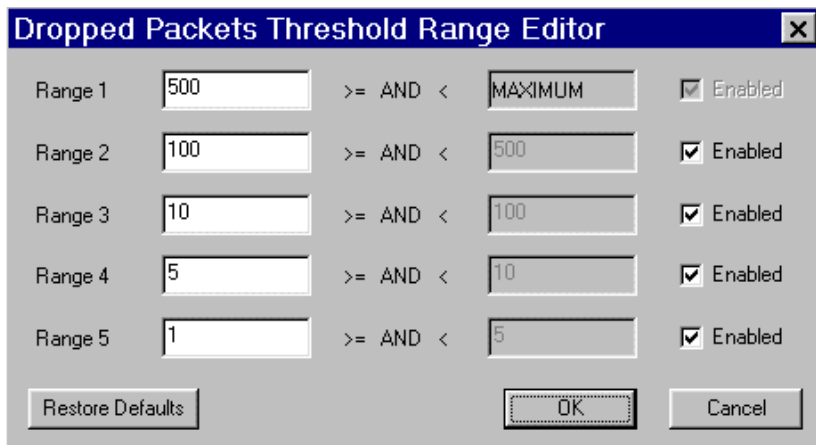 Dropped Packets Threshold Range Editor
Range 1 500 >= AND < MAXIMUM Enabled
Range 2 100 >= AND < 500 Enabled
Range 3 10 >= AND < 100 Enabled
Range 4 5 >= AND < 10 Enabled
Range 5 1 >= AND < 5 Enabled
Restore Defaults OK Cancel